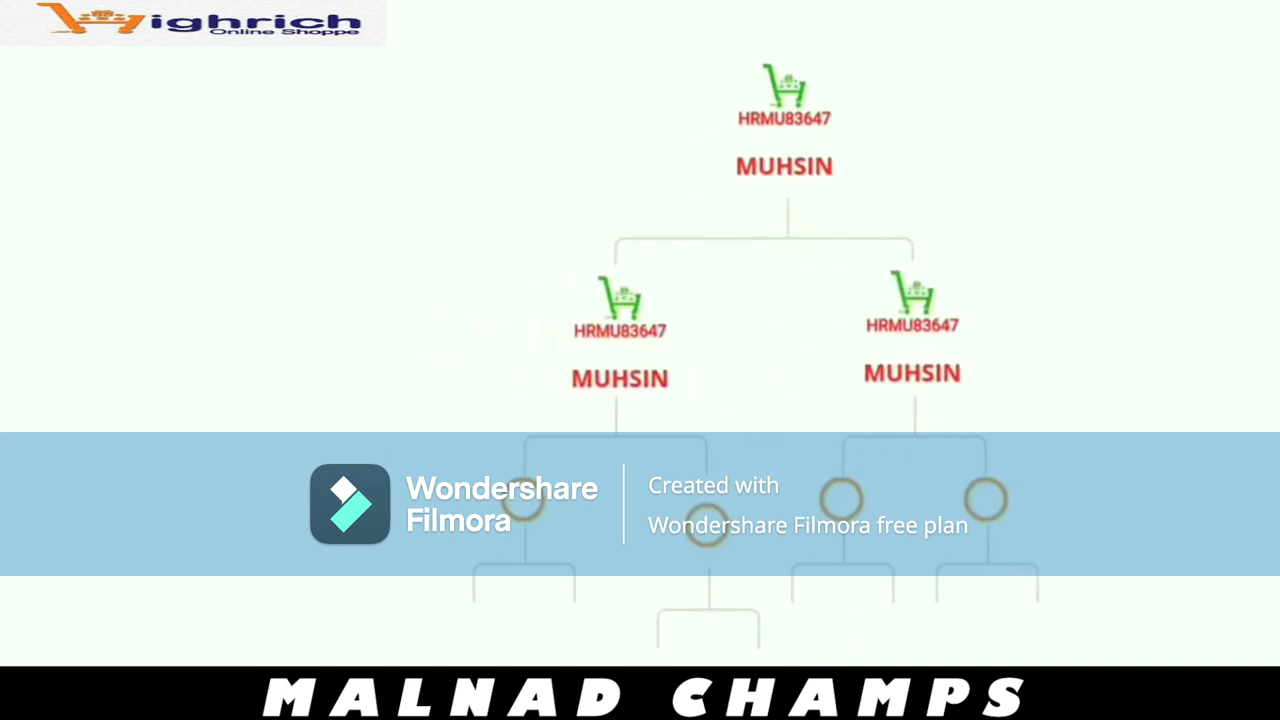 ighrich
Online Shoppe
HRMU83647
MUHSIN
HRMU83647
MUHSIN
HRMU83647
MUHSIN
Wondershare
Filmora
Created with
Wondershare Filmora free plan
MALNAD CHAMPS